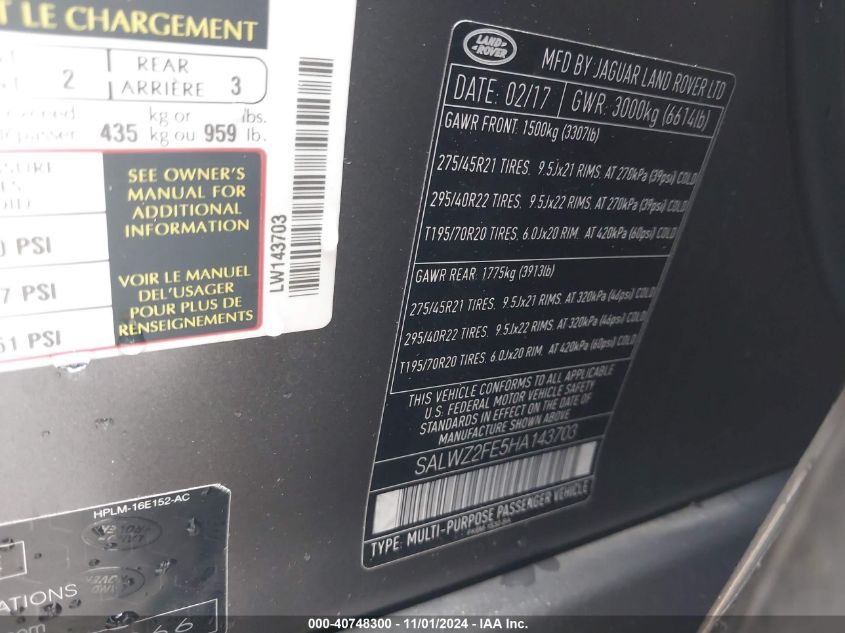 T LE CHARGEMENT
2 REAR ARRIÈRE 3
kg or lbs.
435 kg ou 959 lb.
SEE OWNER'S
MANUAL FOR
ADDITIONAL
INFORMATION
PSI
7 PSI
VOIR LE MANUEL
DEL'USAGER
POUR PLUS DE
RENSEIGNEMENTS
51 PSI
LW143703
LAND
ROVER
MFD BY JAGUAR LAND ROVER LTD
DATE: 02/17 GWR: 3000kg (6614lb)
GAWR FRONT: 1500kg (3307lb)
275/45R21 TIRES. 9.5Jx21 RIMS. AT 270kPa (39psi) COLD
295/40R22 TIRES. 9.5Jx22 RIMS. AT 270kPa (39psi) COLD
T195/70R20 TIRES. 6.0Jx20 RIM. AT 420kPa (60psi) COLD
GAWR REAR: 1775kg (3913lb)
275/45R21 TIRES. 9.5Jx21 RIMS. AT 320kPa (46psi) COLD
295/40R22 TIRES. 9.5Jx22 RIMS. AT 320kPa (46psi) COLD
T195/70R20 TIRES. 6.0Jx20 RIM. AT 420kPa (60psi) COLD
THIS VEHICLE CONFORMS TO ALL APPLICABLE
U.S. FEDERAL MOTOR VEHICLE SAFETY
STANDARDS IN EFFECT ON THE DATE OF
MANUFACTURE SHOWN ABOVE
SALWZ2FE5HA143703
TYPE: MULTI-PURPOSE PASSENGER VEHICLE
HPLM-16E152-AC
ATIONS
000-40748300 - 11/01/2024 - IAA Inc.